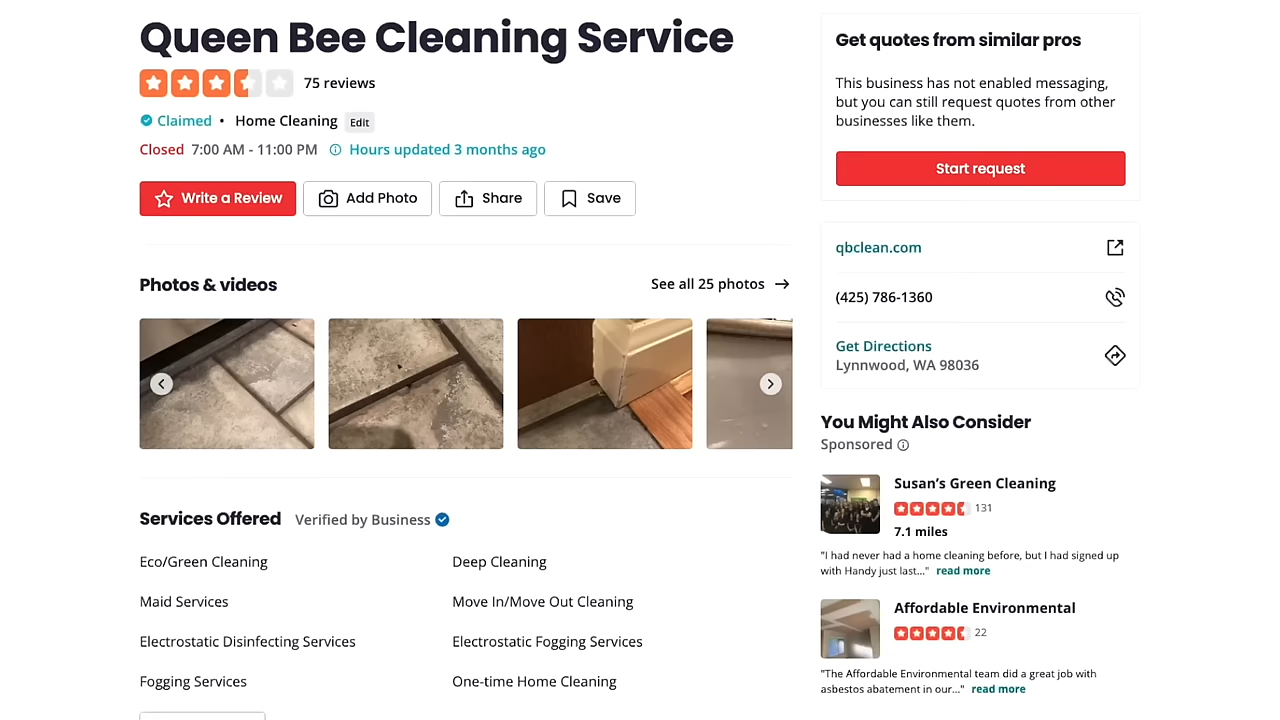 Queen Bee Cleaning Service
75 reviews
Claimed • Home Cleaning Edit
Closed 7:00 AM - 11:00 PM Hours updated 3 months ago
Write a Review Add Photo Share Save
Photos & videos See all 25 photos
Services Offered Verified by Business
Eco/Green Cleaning Deep Cleaning
Maid Services Move In/Move Out Cleaning
Electrostatic Disinfecting Services Electrostatic Fogging Services
Fogging Services One-time Home Cleaning
Get quotes from similar pros
This business has not enabled messaging,
but you can still request quotes from other
businesses like them.
Start request
qbclean.com
(425) 786-1360
Get Directions
Lynnwood, WA 98036
You Might Also Consider
Sponsored
Susan’s Green Cleaning
131
7.1 miles
"I had never had a home cleaning before, but I had signed up
with Handy just last…" read more
Affordable Environmental
22
"The Affordable Environmental team did a great job with
asbestos abatement in our…" read more